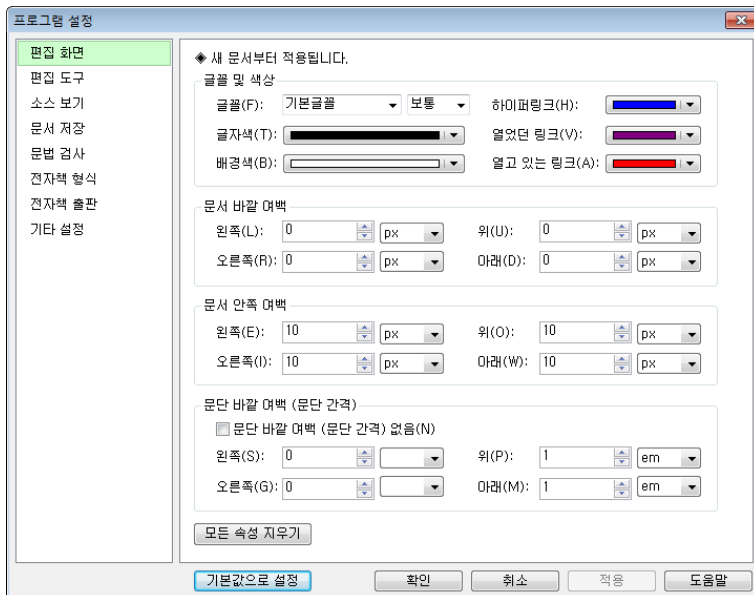 프로그램 설정
편집 화면
편집 도구
소스 보기
문서 저장
문법 검사
전자책 형식
전자책 출판
기타 설정
◈ 새 문서부터 적용됩니다.
글꼴 및 색상
글꼴(F): 기본글꼴 보통 하이퍼링크(H):
글자색(T): 열었던 링크(V):
배경색(B): 열고 있는 링크(A):
문서 바깥 여백
왼쪽(L): 0 px 위(U): 0 px
오른쪽(R): 0 px 아래(D): 0 px
문서 안쪽 여백
왼쪽(E): 10 px 위(O): 10 px
오른쪽(I): 10 px 아래(W): 10 px
문단 바깥 여백 (문단 간격)
문단 바깥 여백 (문단 간격) 없음(N)
왼쪽(S): 0 위(P): 1 em
오른쪽(G): 0 아래(M): 1 em
모든 속성 지우기
기본값으로 설정 확인 취소 적용 도움말